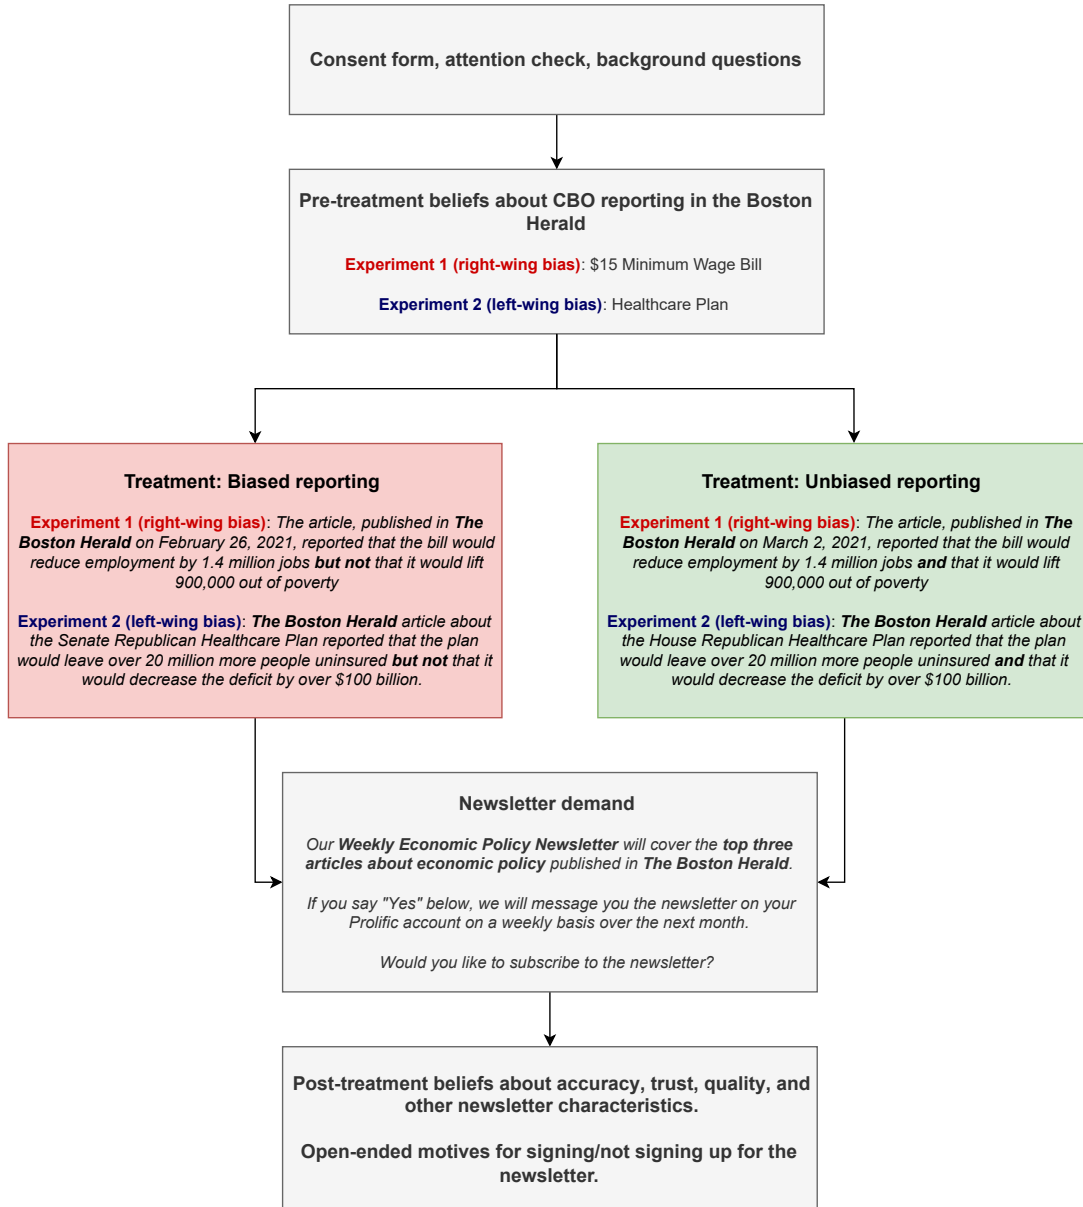 Consent form, attention check, background questions
Pre-treatment beliefs about CBO reporting in the Boston
Herald
Experiment 1 (right-wing bias): $15 Minimum Wage Bill
Experiment 2 (left-wing bias): Healthcare Plan
Treatment: Biased reporting
Experiment 1 (right-wing bias): The article, published in The
Boston Herald on February 26, 2021, reported that the bill would
reduce employment by 1.4 million jobs but not that it would lift
900,000 out of poverty
Experiment 2 (left-wing bias): The Boston Herald article about
the Senate Republican Healthcare Plan reported that the plan
would leave over 20 million more people uninsured but not that it
would decrease the deficit by over $100 billion.
Treatment: Unbiased reporting
Experiment 1 (right-wing bias): The article, published in The
Boston Herald on March 2, 2021, reported that the bill would
reduce employment by 1.4 million jobs and that it would lift
900,000 out of poverty
Experiment 2 (left-wing bias): The Boston Herald article about
the House Republican Healthcare Plan reported that the plan
would leave over 20 million more people uninsured and that it
would decrease the deficit by over $100 billion.
Newsletter demand
Our Weekly Economic Policy Newsletter will cover the top three
articles about economic policy published in The Boston Herald.
If you say "Yes" below, we will message you the newsletter on your
Prolific account on a weekly basis over the next month.
Would you like to subscribe to the newsletter?
Post-treatment beliefs about accuracy, trust, quality, and
other newsletter characteristics.
Open-ended motives for signing/not signing up for the
newsletter.